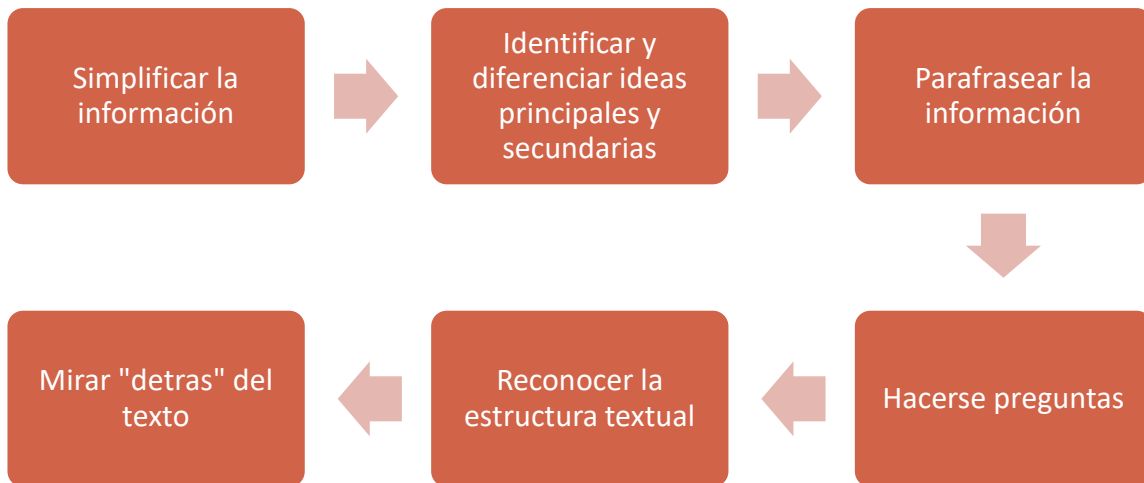 Simplificar la
información
Identificar y
diferenciar ideas
principales y
secundarias
Parafrasear la
información
Hacerse preguntas
Reconocer la
estructura textual
Mirar "detras" del
texto